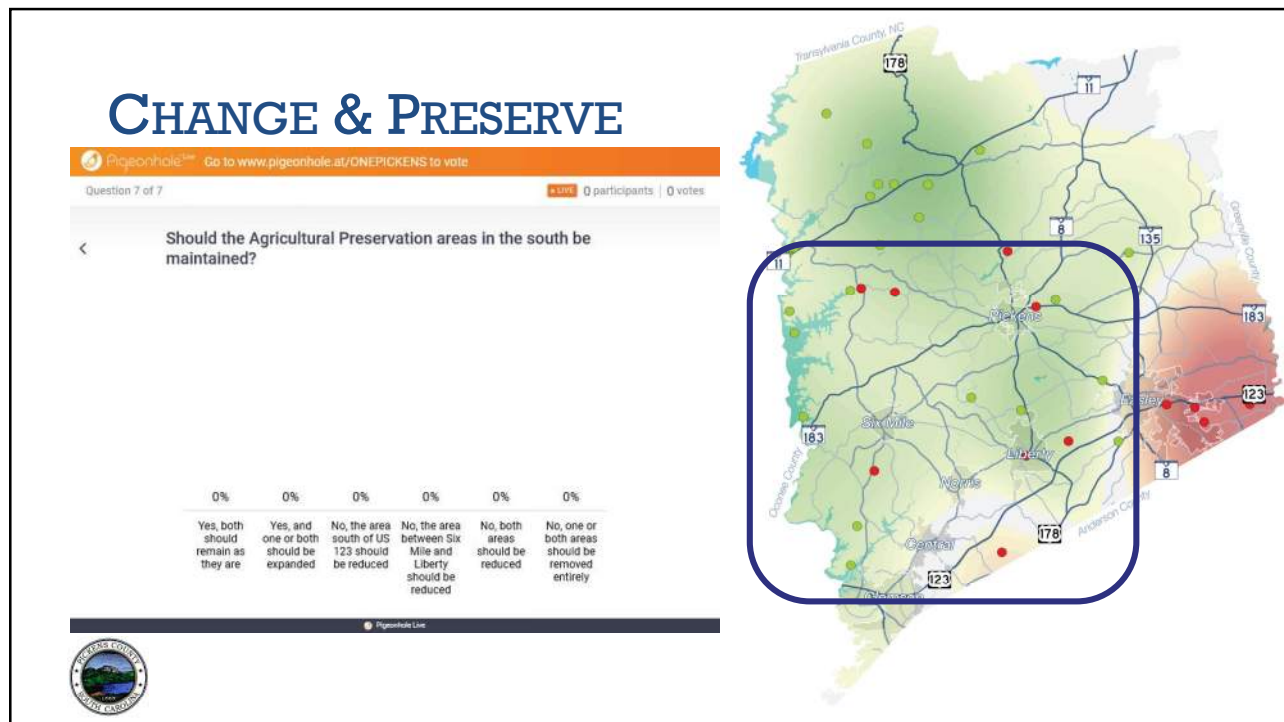 CHANGE & PRESERVE
Pigeonhole Live Go to www.pigeonhole.at/ONEPICKENS to vote
Question 7 of 7
LIVE 0 participants | 0 votes
<
Should the Agricultural Preservation areas in the south be
maintained?
0% 0% 0% 0% 0% 0%
Yes, both
should
remain as
they are
Yes, and
one or both
should be
expanded
No, the area
south of US
123 should
be reduced
No, the area
between Six
Mile and
Liberty
should be
reduced
No, both
areas
should be
reduced
No, one or
both areas
should be
removed
entirely
Pigeonhole Live
PICKENS COUNTY
SOUTH CAROLINA
Transylvania County, NC
178
11
Greenville County
8
135
11
Pickens
183
123
Easley
Six Mile
183
Liberty
Oconee County
8
Norris
Anderson County
178
Central
123
Clemson